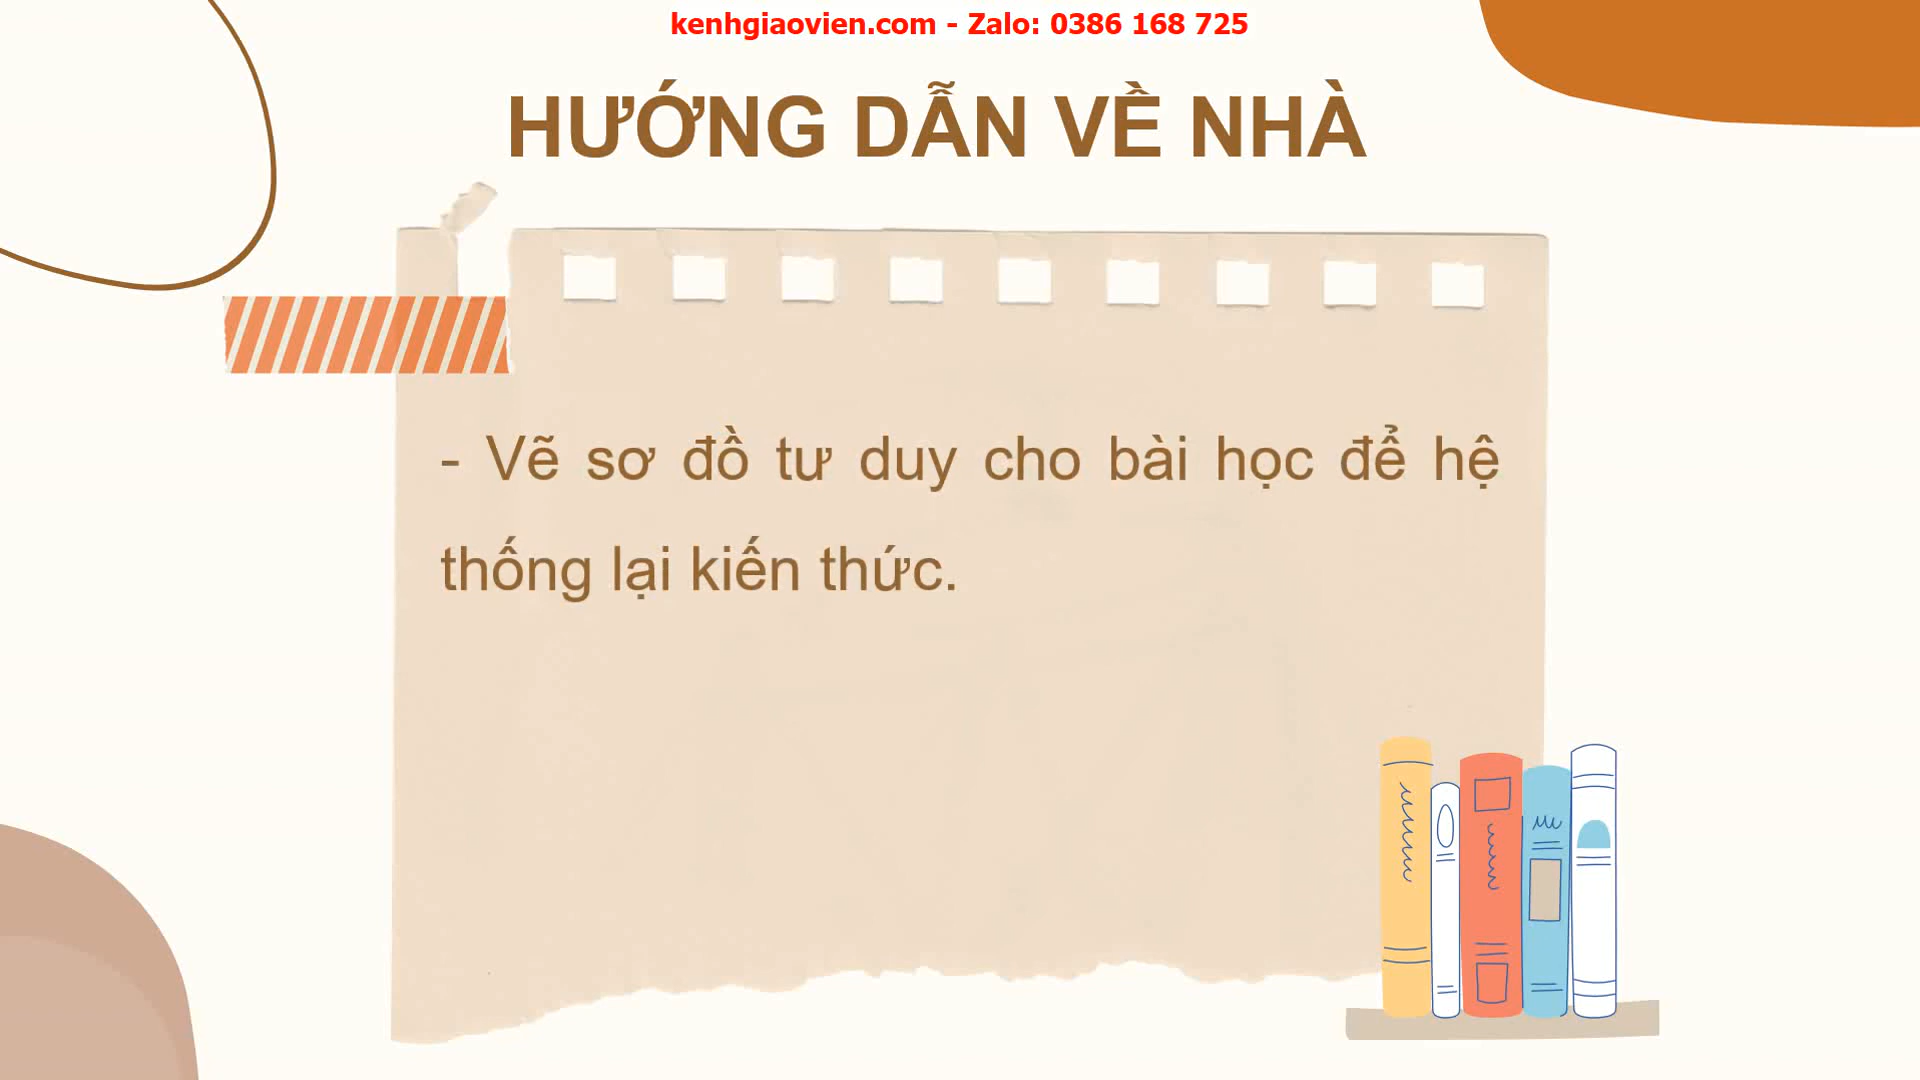 kenhgiaovien.com - Zalo: 0386 168 725
HƯỚNG DẪN VỀ NHÀ
- Vẽ sơ đồ tư duy cho bài học để hệ
thống lại kiến thức.